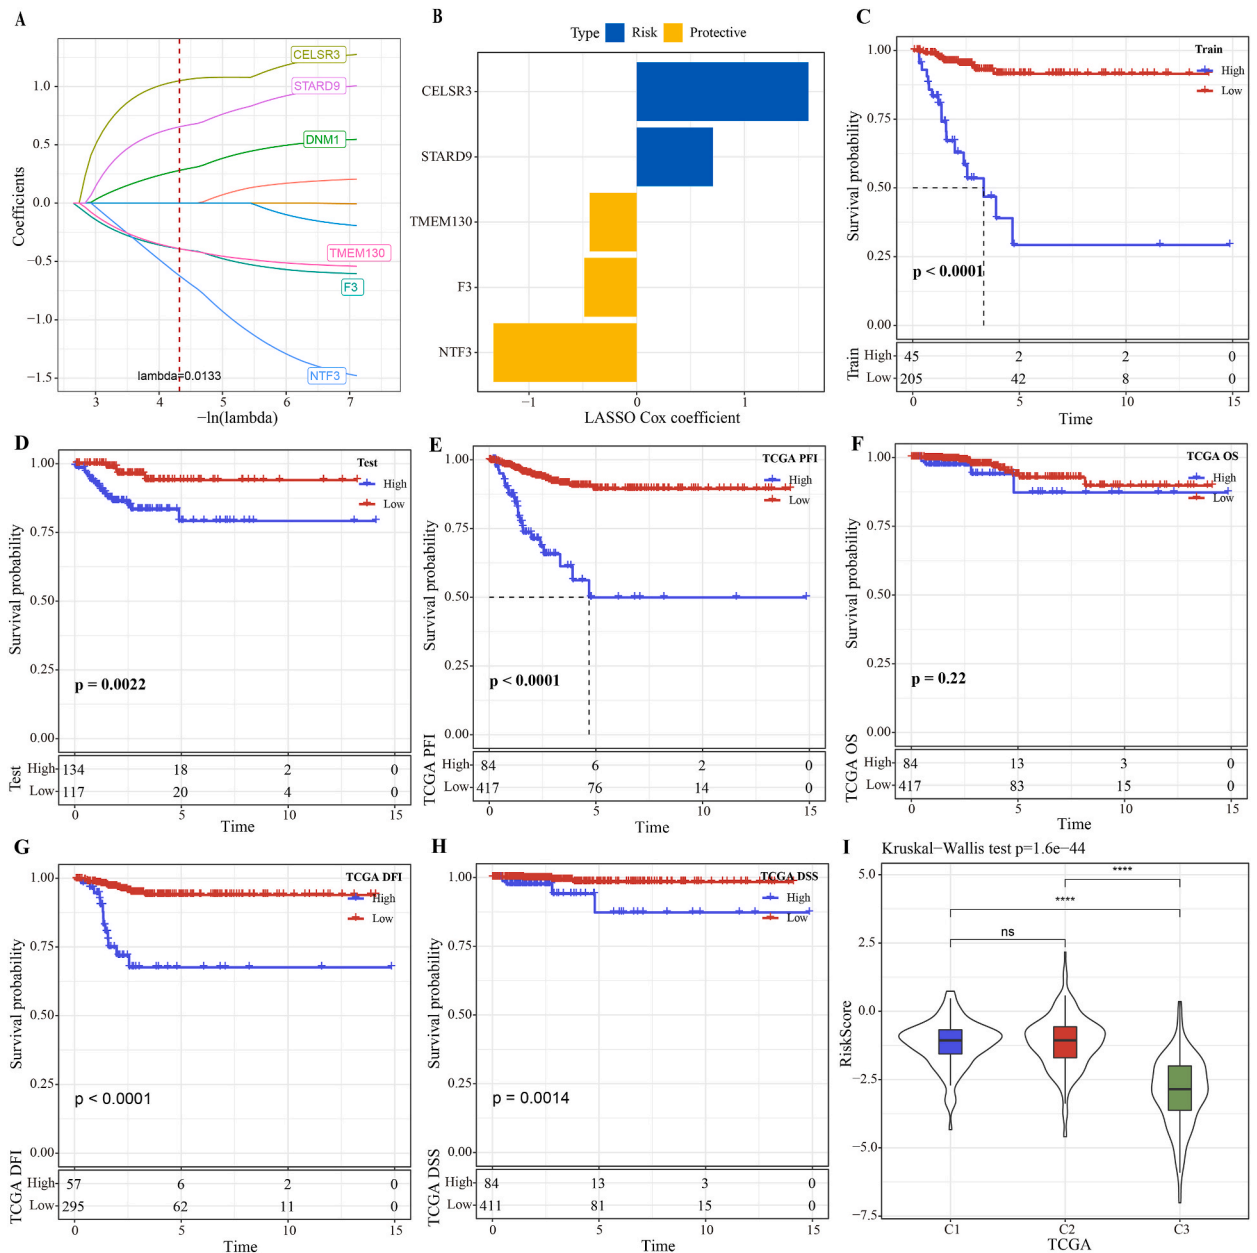 A
CELSR3
STARD9
DNM1
TMEM130
F3
NTF3
lambda=0.0133
1.0
0.5
0.0
−0.5
−1.0
−1.5
Coefficients
3 4 5 6 7
−ln(lambda)
B
Type Risk Protective
CELSR3
STARD9
TMEM130
F3
NTF3
−1 0 1
LASSO Cox coefficient
C
Train
High
Low
1.00
0.75
0.50
0.25
0.00
Survival probability
p < 0.0001
Train
High 45 2 2 0
Low 205 42 8 0
0 5 10 15
Time
D
Test
High
Low
1.00
0.75
0.50
0.25
0.00
Survival probability
p = 0.0022
Test
High 134 18 2 0
Low 117 20 4 0
0 5 10 15
Time
E
TCGA PFI
High
Low
1.00
0.75
0.50
0.25
0.00
Survival probability
p < 0.0001
TCGA PFI
High 84 6 2 0
Low 417 76 14 0
0 5 10 15
Time
F
TCGA OS
High
Low
1.00
0.75
0.50
0.25
0.00
Survival probability
p = 0.22
TCGA OS
High 84 13 3 0
Low 417 83 15 0
0 5 10 15
Time
G
TCGA DFI
High
Low
1.00
0.75
0.50
0.25
0.00
Survival probability
p < 0.0001
TCGA DFI
High 57 6 2 0
Low 295 62 11 0
0 5 10 15
Time
H
TCGA DSS
High
Low
1.00
0.75
0.50
0.25
0.00
Survival probability
p = 0.0014
TCGA DSS
High 84 13 3 0
Low 411 81 15 0
0 5 10 15
Time
I
Kruskal−Wallis test p=1.6e−44
****
****
ns
5.0
2.5
0.0
−2.5
−5.0
−7.5
RiskScore
C1 C2 C3
TCGA